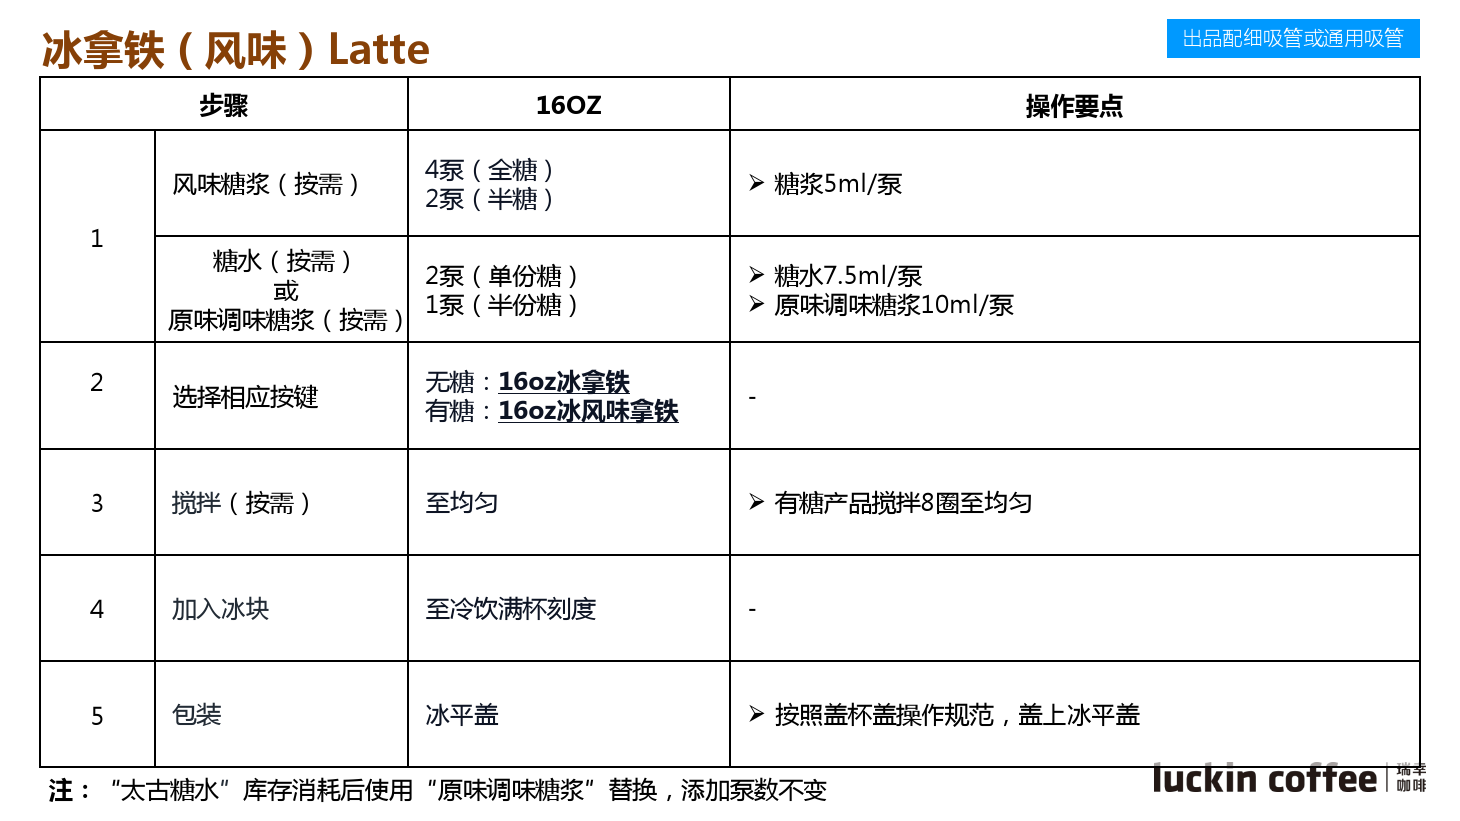 冰拿铁（风味）Latte
出品配细吸管或通用吸管
步骤
16OZ
操作要点
1
风味糖浆（按需）
4泵（全糖）
2泵（半糖）
➢ 糖浆5ml/泵
糖水（按需）
或
原味调味糖浆（按需）
2泵（单份糖）
1泵（半份糖）
➢ 糖水7.5ml/泵
➢ 原味调味糖浆10ml/泵
2
选择相应按键
无糖：16oz冰拿铁
有糖：16oz冰风味拿铁
-
3
搅拌（按需）
至均匀
➢ 有糖产品搅拌8圈至均匀
4
加入冰块
至冷饮满杯刻度
-
5
包装
冰平盖
➢ 按照盖杯盖操作规范，盖上冰平盖
注：“太古糖水”库存消耗后使用“原味调味糖浆”替换，添加泵数不变
luckin coffee
瑞幸
咖啡